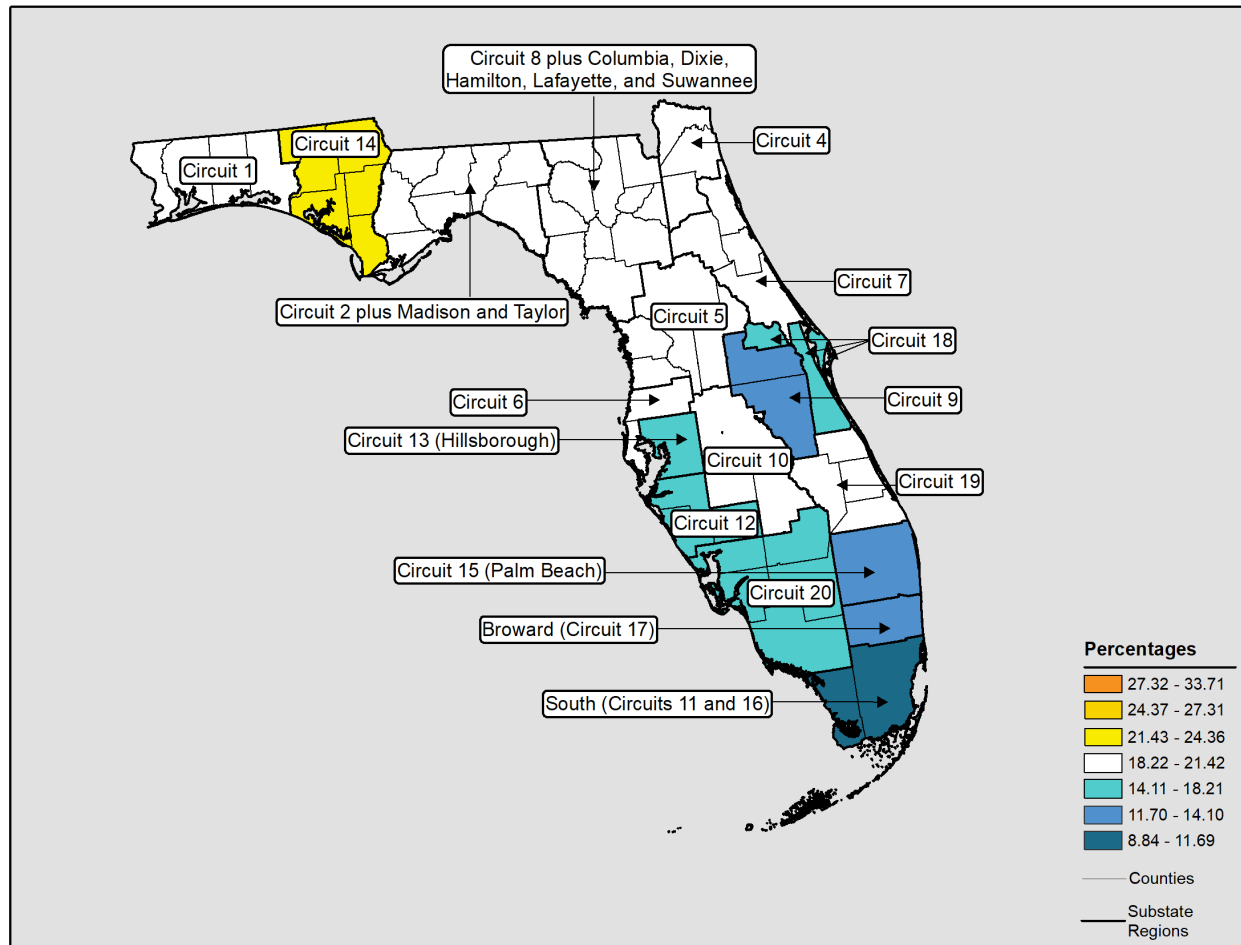 Circuit 8 plus Columbia, Dixie,
Hamilton, Lafayette, and Suwannee
Circuit 4
Circuit 14
Circuit 1
Circuit 7
Circuit 2 plus Madison and Taylor
Circuit 5
Circuit 18
Circuit 6
Circuit 9
Circuit 13 (Hillsborough)
Circuit 10
Circuit 19
Circuit 12
Circuit 15 (Palm Beach)
Circuit 20
Broward (Circuit 17)
South (Circuits 11 and 16)
Percentages
27.32 - 33.71
24.37 - 27.31
21.43 - 24.36
18.22 - 21.42
14.11 - 18.21
11.70 - 14.10
8.84 - 11.69
Counties
Substate
Regions